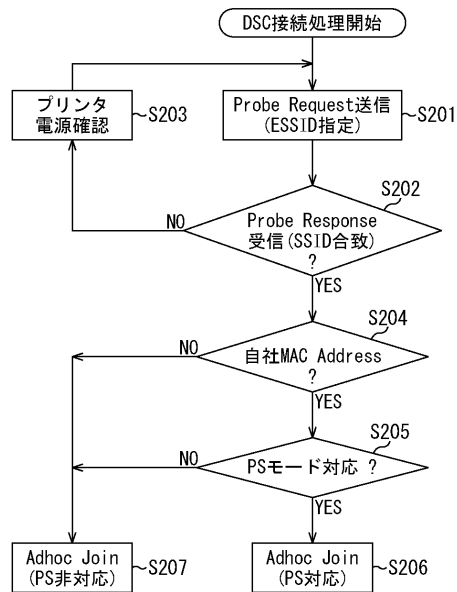 DSC接続処理開始
プリンタ
電源確認
S203
Probe Request送信
(ESSID指定)
S201
S202
Probe Response
受信(SSID合致)
?
NO
YES
S204
自社MAC Address
?
NO
YES
S205
PSモード対応 ?
NO
YES
Adhoc Join
(PS非対応)
S207
Adhoc Join
(PS対応)
S206